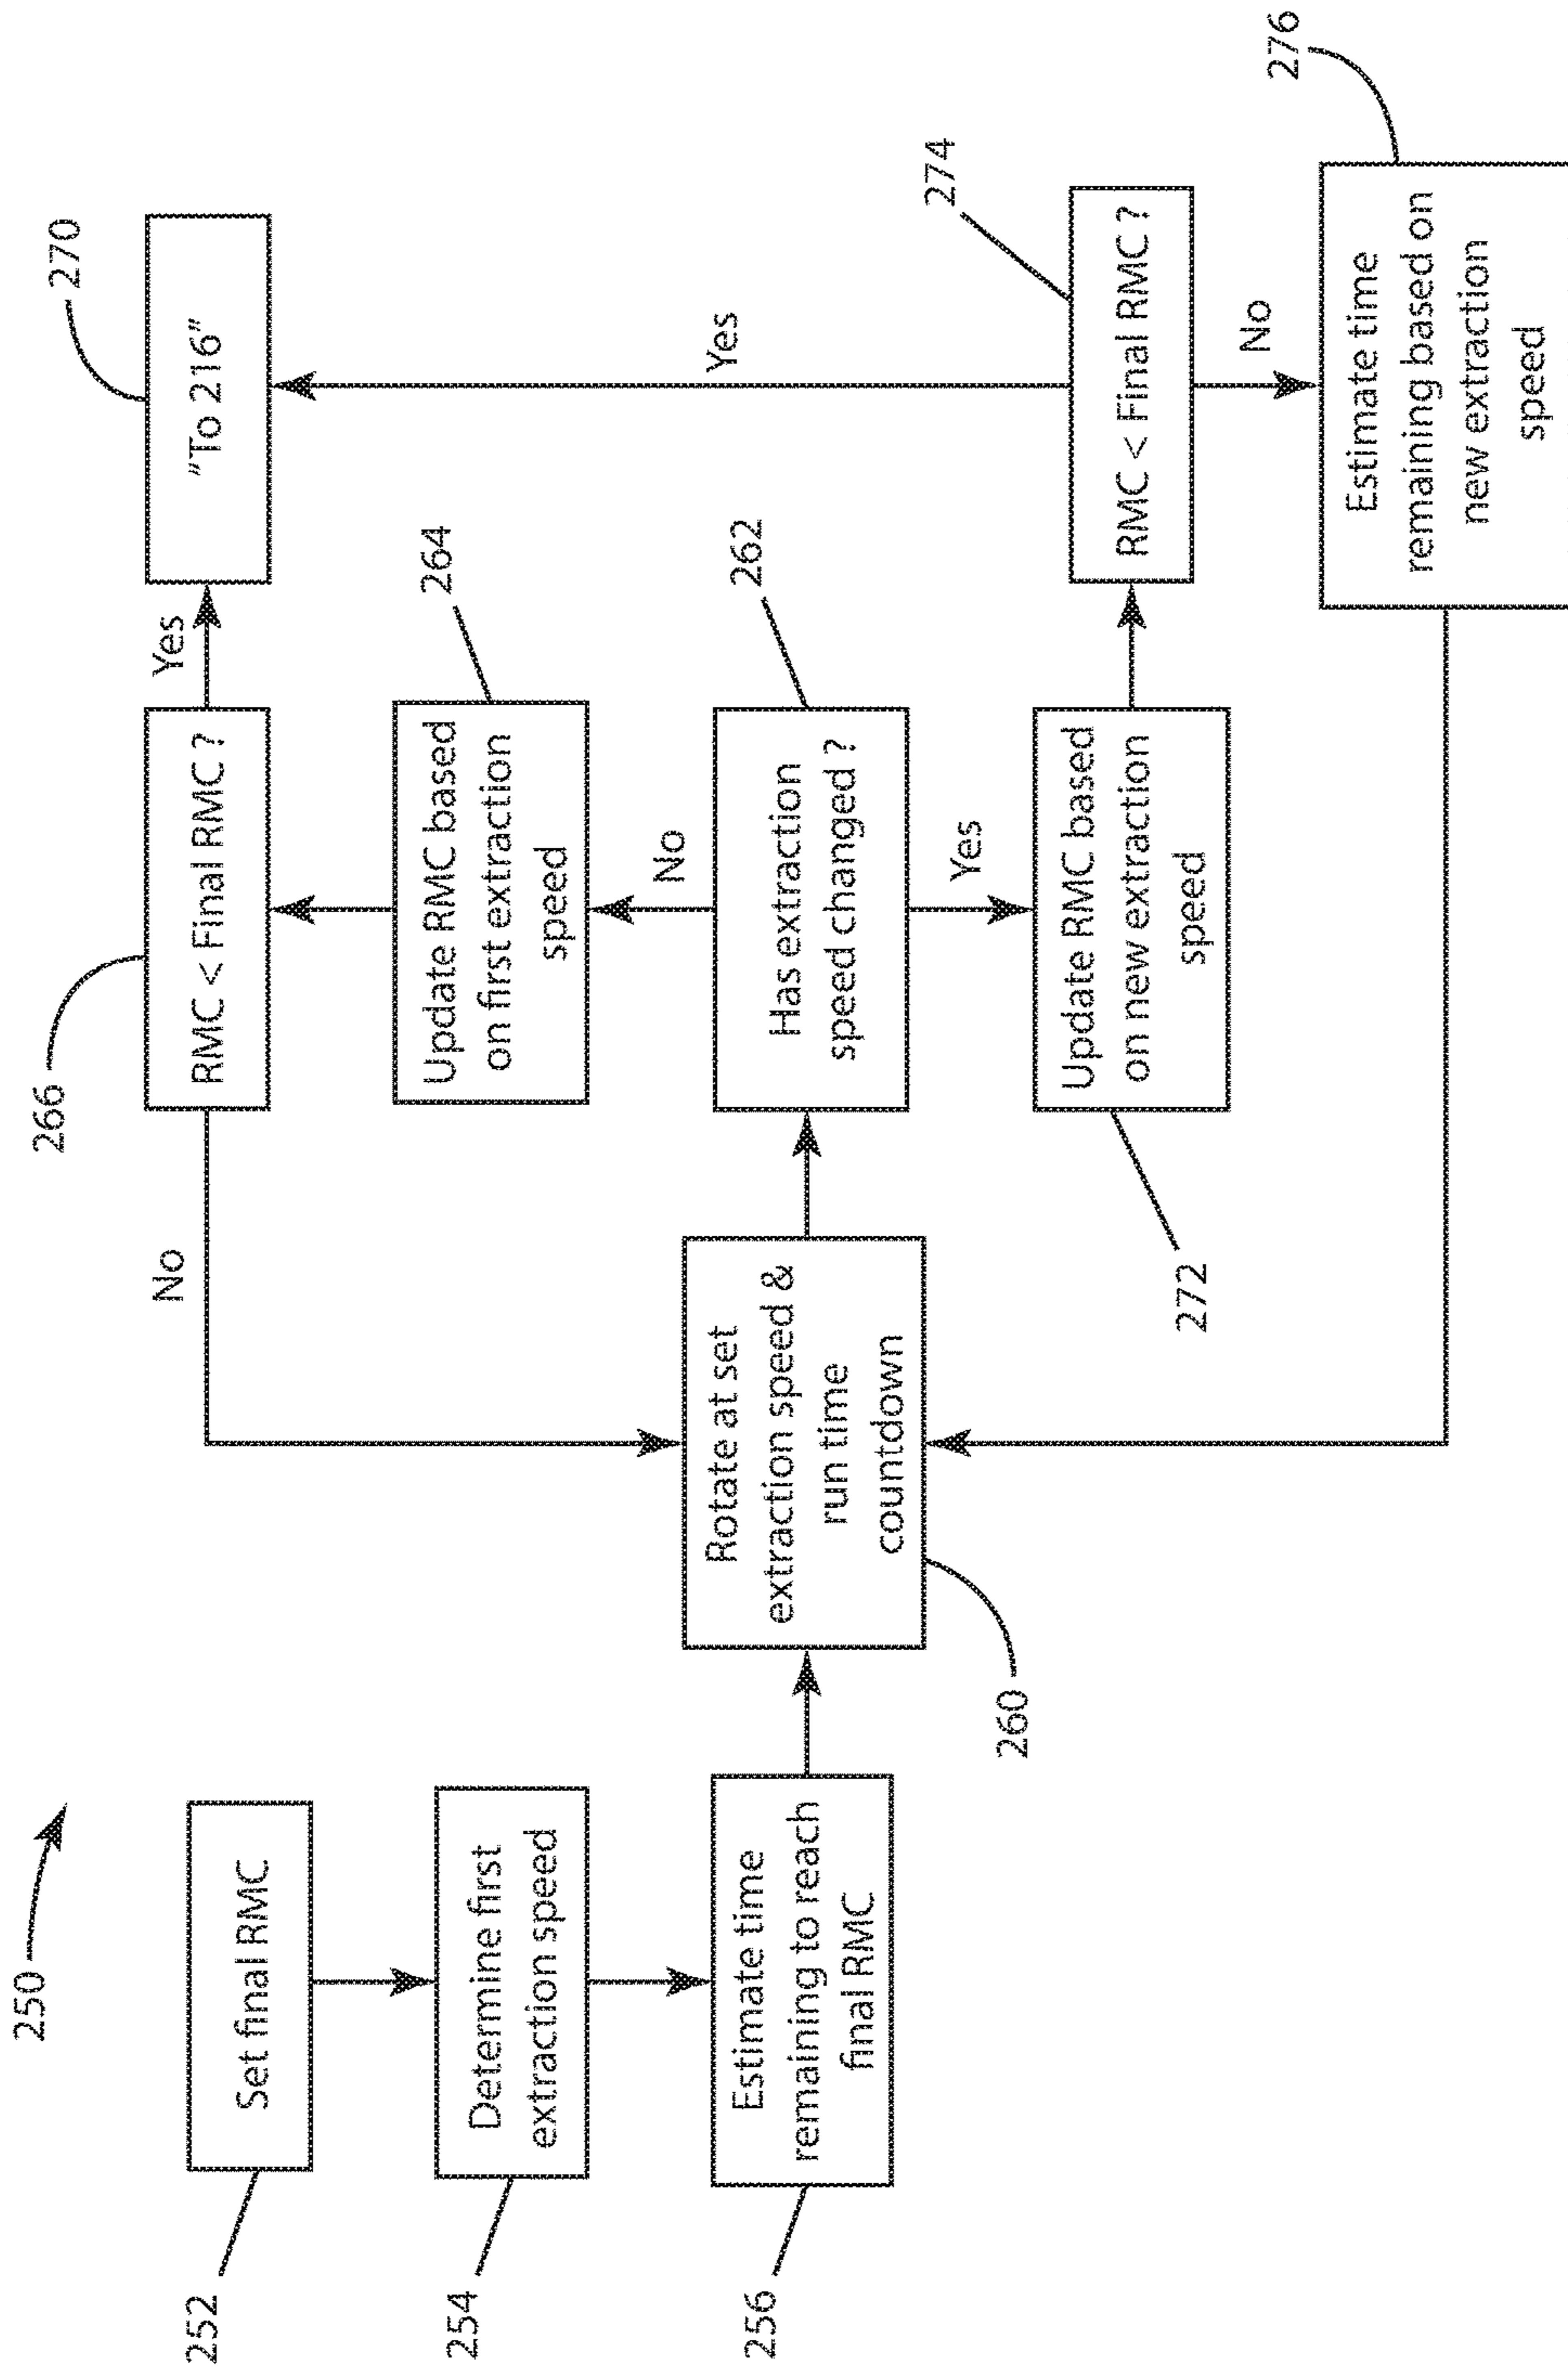 250
252
Set final RMC
254
Determine first
extraction speed
256
Estimate time
remaining to reach
final RMC
260
Rotate at set
extraction speed &
run time
countdown
No
266
RMC < Final RMC ?
Yes
270
"To 216"
264
Update RMC based
on first extraction
speed
No
262
Has extraction
speed changed ?
Yes
272
Update RMC based
on new extraction
speed
274
RMC < Final RMC ?
Yes
No
276
Estimate time
remaining based on
new extraction
speed